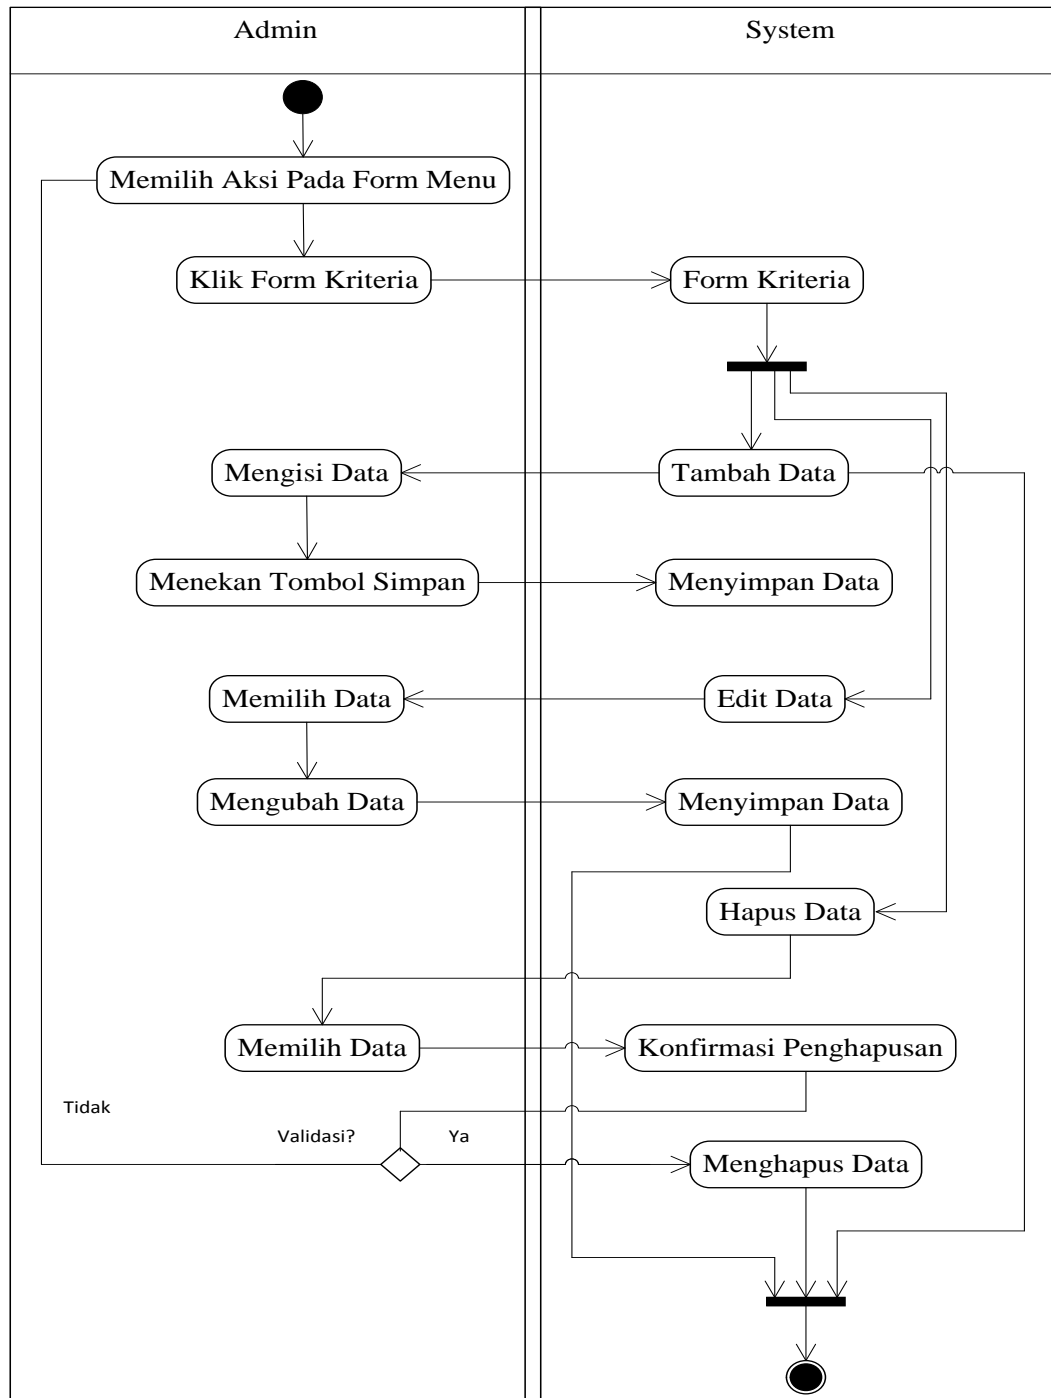 Admin
System
Memilih Aksi Pada Form Menu
Klik Form Kriteria
Form Kriteria
Mengisi Data
Tambah Data
Menekan Tombol Simpan
Menyimpan Data
Memilih Data
Edit Data
Mengubah Data
Menyimpan Data
Hapus Data
Memilih Data
Konfirmasi Penghapusan
Tidak
Validasi?
Ya
Menghapus Data